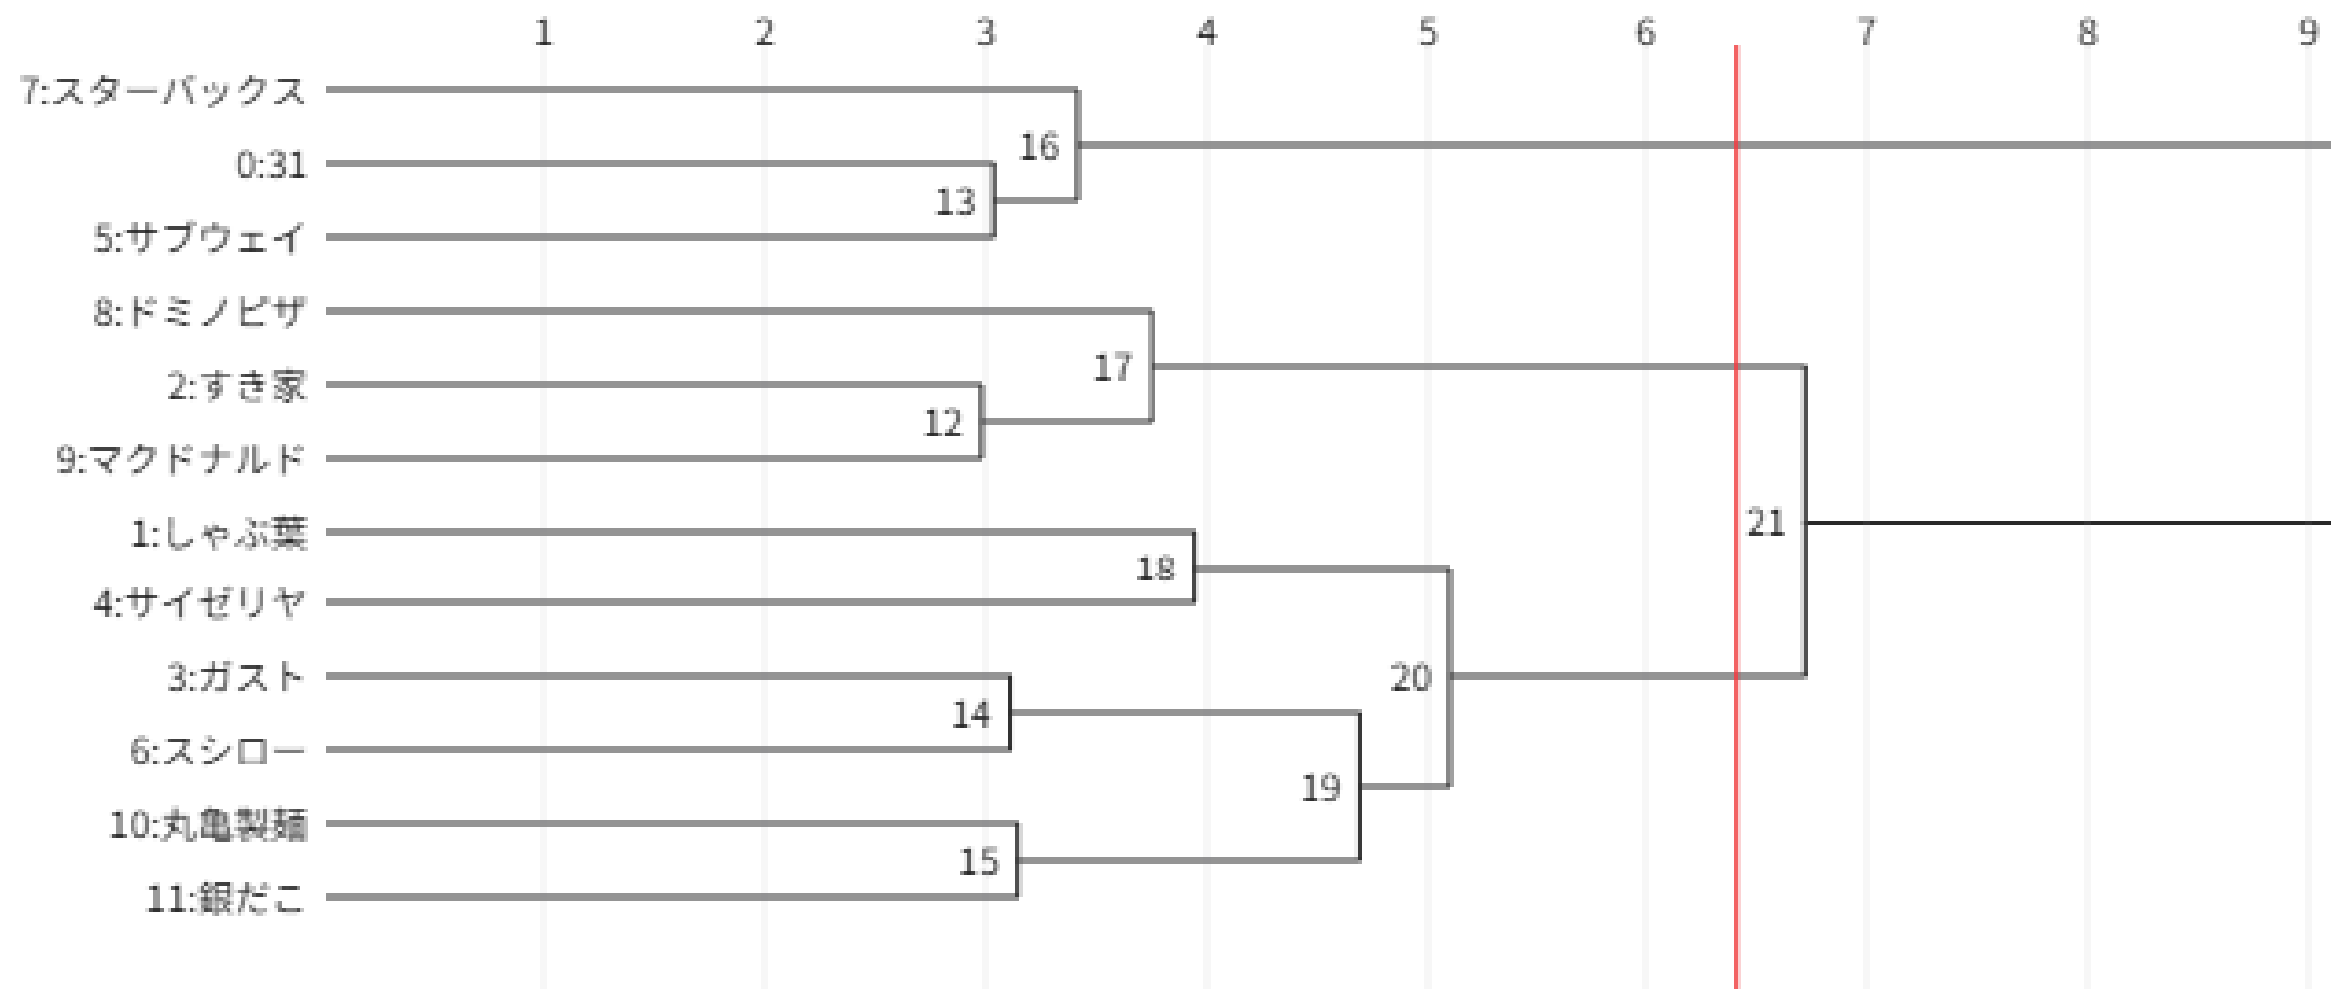 1 2 3 4 5 6 7 8 9
7:スターバックス
16
0:31
13
5:サブウェイ
8:ドミノピザ
17
2:すき家
12
9:マクドナルド
1:しゃぶ葉
21
18
4:サイゼリヤ
3:ガスト
20
14
6:スシロー
19
10:丸亀製麺
15
11:銀だこ